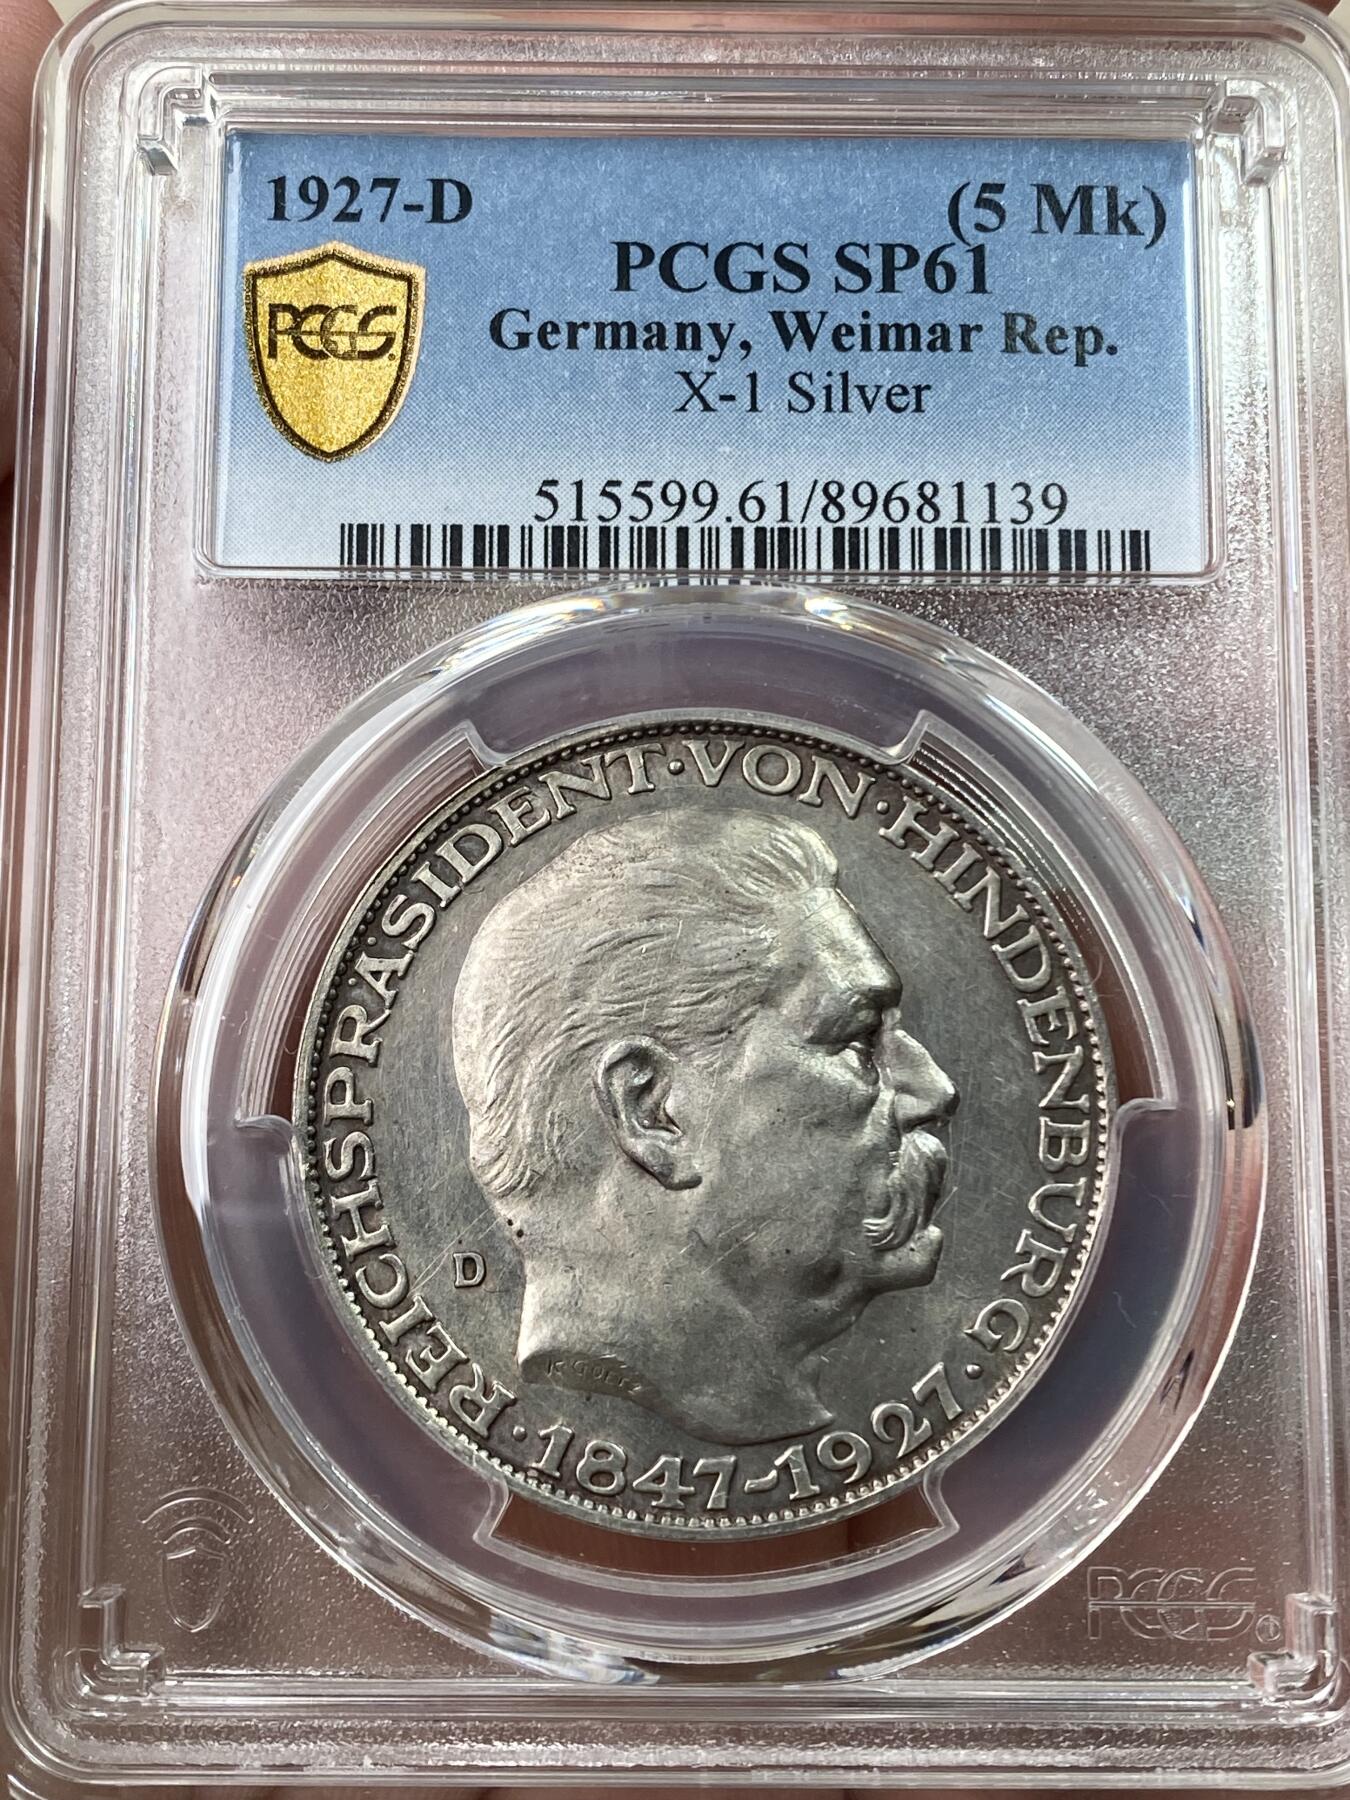 1927-D
(5 Mk)
PCGS SP61
PCGS
Germany, Weimar Rep.
X-1 Silver
515599.61/89681139
REICHSPRÄSIDENT·VON·HINDENBURG·
1847-1927
D
K·GOETZ
PCGS